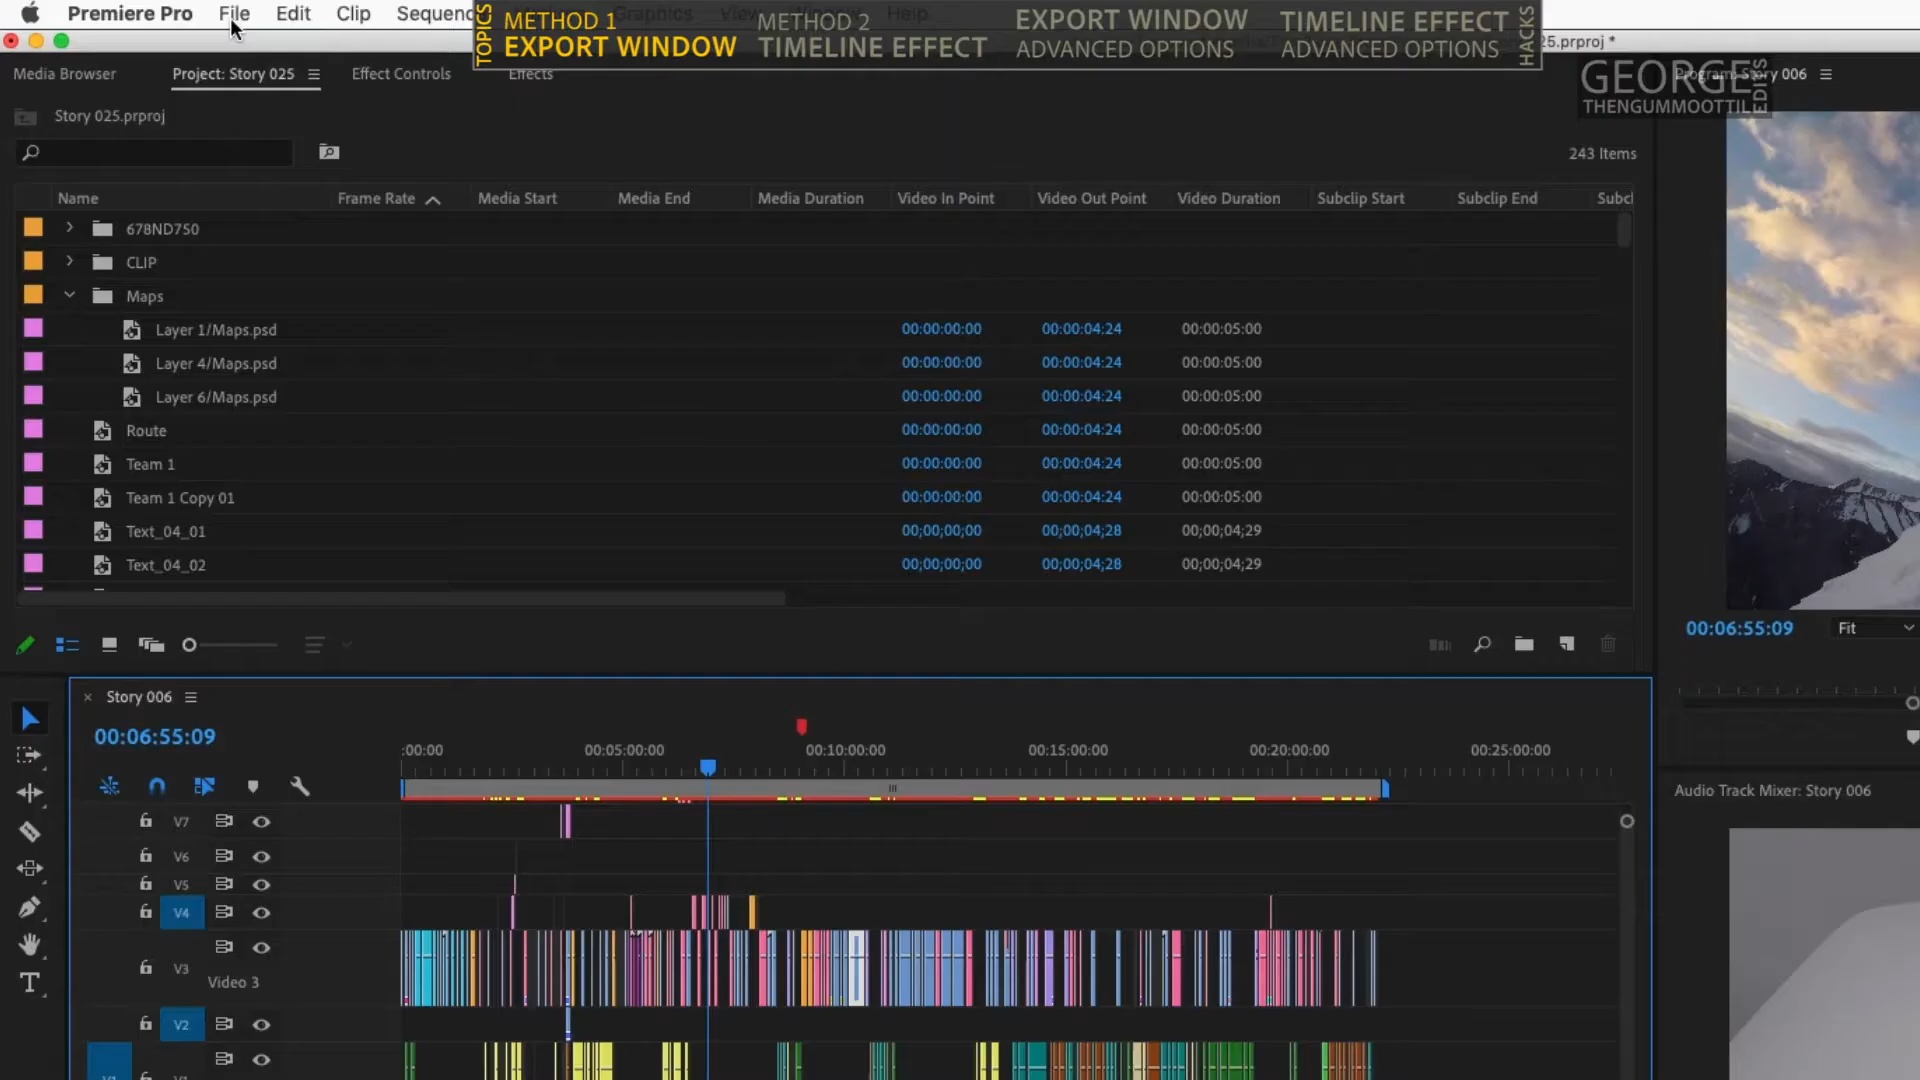 Premiere Pro File Edit Clip Sequenc Graphics View Window Help
TOPICS
METHOD 1
EXPORT WINDOW
METHOD 2
TIMELINE EFFECT
EXPORT WINDOW
ADVANCED OPTIONS
TIMELINE EFFECT
ADVANCED OPTIONS
HACKS
25.prproj *
GEORGE
THENGUMMOOTTIL
EDITS
Media Browser
Project: Story 025
Effect Controls
Effects
Program: Story 006
Story 025.prproj
243 Items
Name Frame Rate Media Start Media End Media Duration Video In Point Video Out Point Video Duration Subclip Start Subclip End Subcl
678ND750
CLIP
Maps
Layer 1/Maps.psd 00:00:00:00 00:00:04:24 00:00:05:00
Layer 4/Maps.psd 00:00:00:00 00:00:04:24 00:00:05:00
Layer 6/Maps.psd 00:00:00:00 00:00:04:24 00:00:05:00
Route 00:00:00:00 00:00:04:24 00:00:05:00
Team 1 00:00:00:00 00:00:04:24 00:00:05:00
Team 1 Copy 01 00:00:00:00 00:00:04:24 00:00:05:00
Text_04_01 00;00;00;00 00;00;04;28 00;00;04;29
Text_04_02 00;00;00;00 00;00;04;28 00;00;04;29
00:06:55:09 Fit
Story 006
00:06:55:09
:00:00 00:05:00:00 00:10:00:00 00:15:00:00 00:20:00:00 00:25:00:00
Audio Track Mixer: Story 006
V7
V6
V5
V4
V3
Video 3
V2
V1 V1